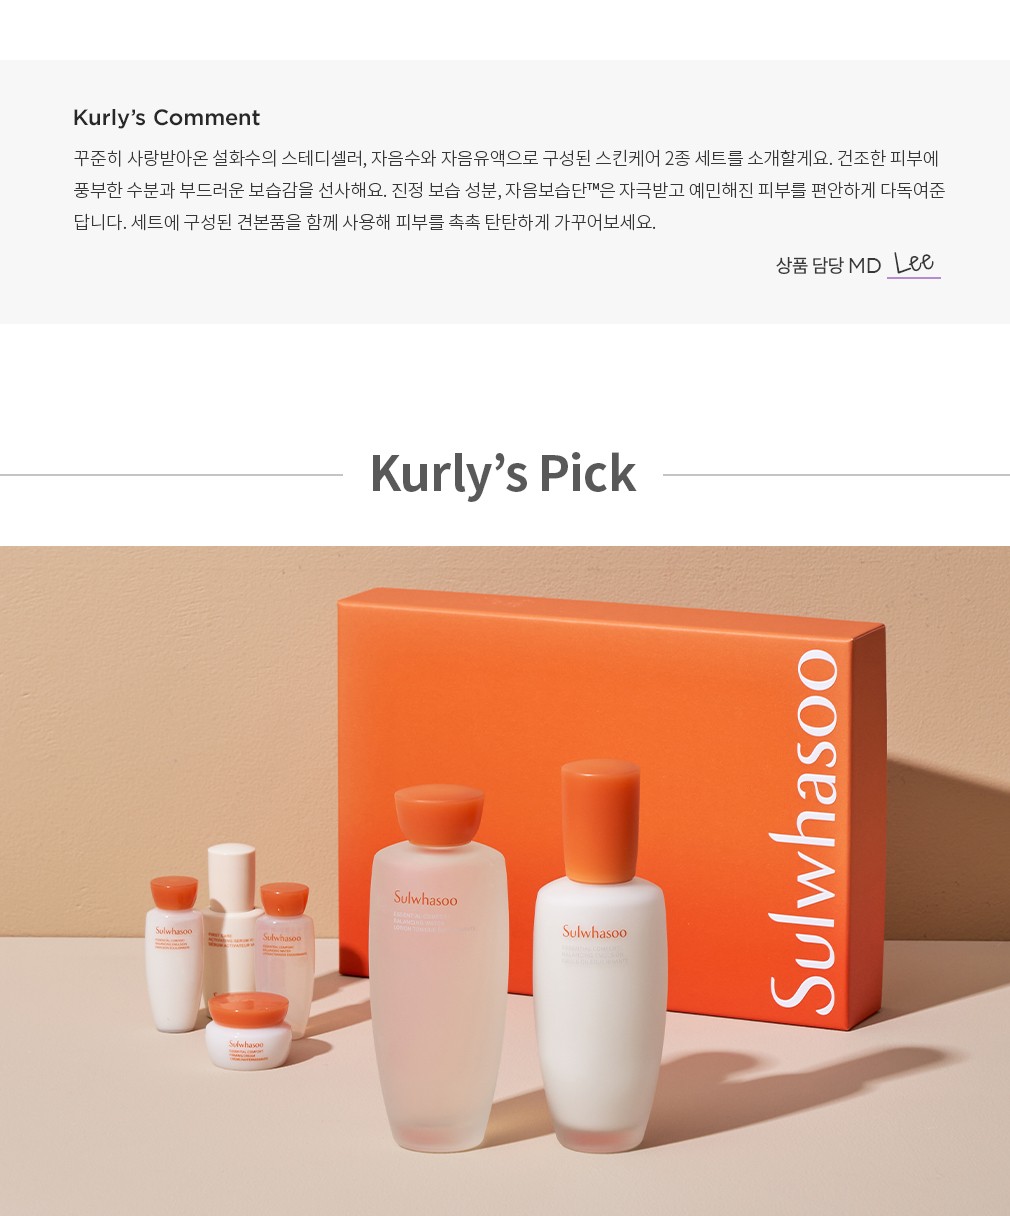 Kurly's Comment
꾸준히 사랑받아온 설화수의 스테디셀러, 자음수와 자음유액으로 구성된 스킨케어 2종 세트를 소개할게요. 건조한 피부에
풍부한 수분과 부드러운 보습감을 선사해요. 진정 보습 성분, 자음보습단™은 자극받고 예민해진 피부를 편안하게 다독여준
답니다. 세트에 구성된 견본품을 함께 사용해 피부를 촉촉 탄탄하게 가꾸어보세요.
상품 담당 MD Lee
Kurly's Pick
Sulwhasoo
Sulwhasoo
Sulwhasoo
Sulwhasoo
Sulwhasoo
Sulwhasoo